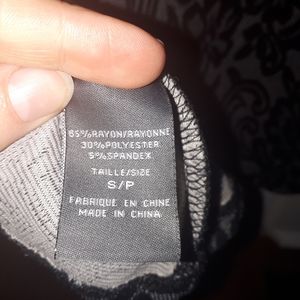 65%RAYON/RAYONNE
30%POLYESTER
5%SPANDEX
TAILLE/SIZE
S/P
FABRIQUE EN CHINE
MADE IN CHINA